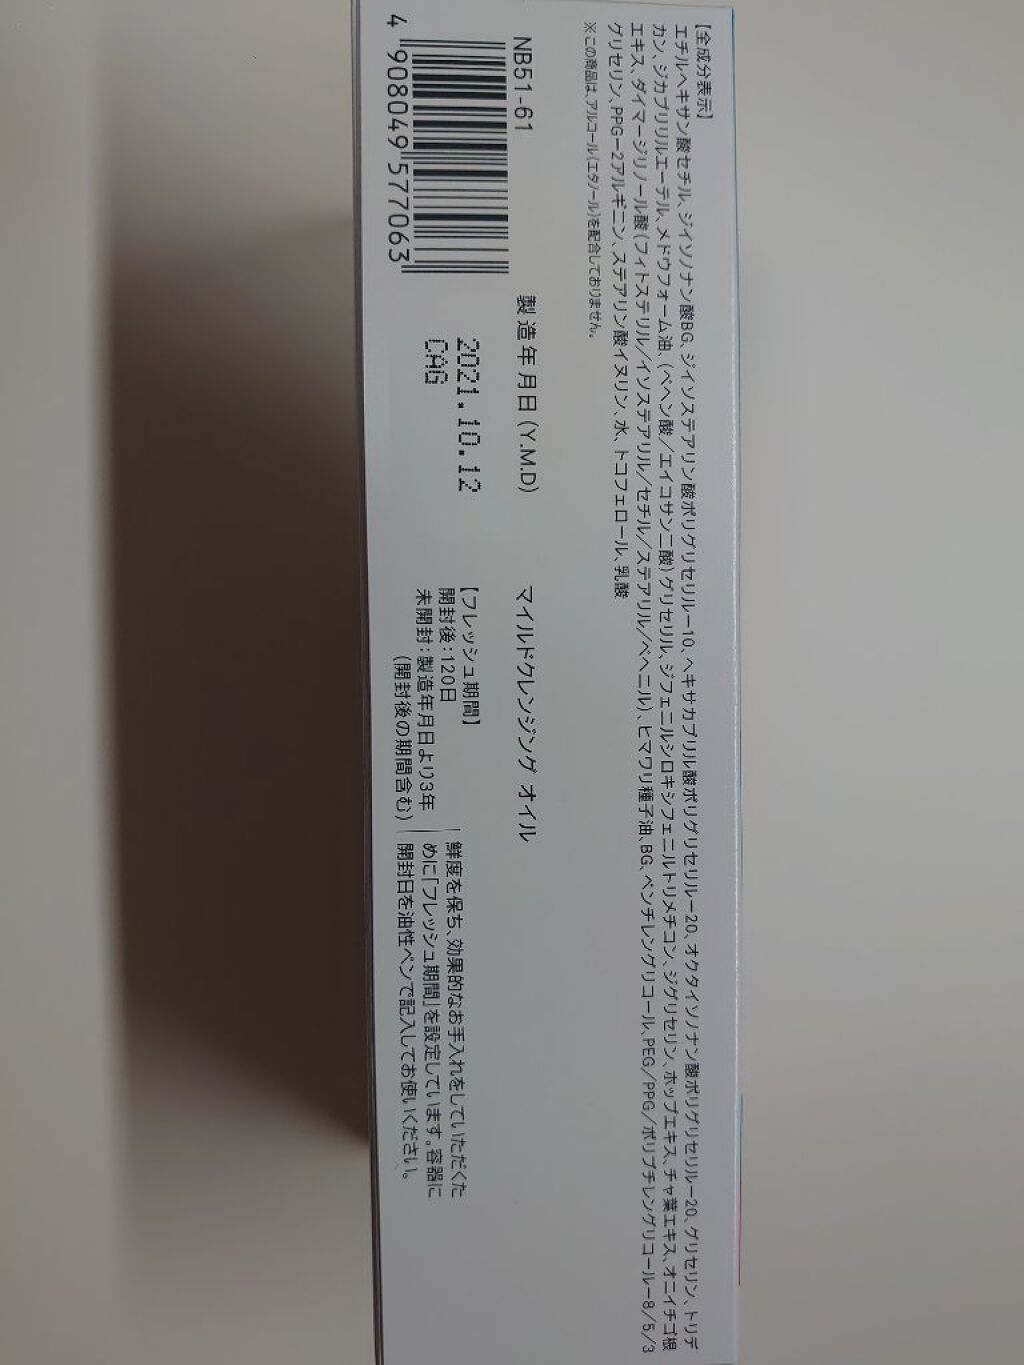 【全成分表示】
エチルヘキサン酸セチル、ジイソノナン酸BG、ジイソステアリン酸ポリグリセリル－10、ヘキサカプリル酸ポリグリセリル－20、オクタイソノナン酸ポリグリセリル－20、グリセリン、トリデ
カン、ジカプリリルエーテル、メドウフォーム油、(ベヘン酸／エイコサン二酸)グリセリル、ジフェニルシロキシフェニルトリメチコン、ジグリセリン、ホップエキス、チャ葉エキス、オニイチゴ根
エキス、ダイマージリノール酸(フィトステリル／イソステアリル／セチル／ステアリル／ベヘニル)、ヒマワリ種子油、BG、ペンチレングリコール、PEG／PPG／ポリブチレングリコール－8／5／3
グリセリン、PPG－2アルギニン、ステアリン酸イヌリン、水、トコフェロール、乳酸
※この商品は、アルコール(エタノール)を配合しておりません。
NB51-61
4 908049 577063
製造年月日(Y.M.D)
2021.10.12
CAG
マイルドクレンジング オイル
【フレッシュ期間】
開封後：120日
未開封：製造年月日より3年
(開封後の期間含む)
鮮度を保ち、効果的なお手入れをしていただくた
めに「フレッシュ期間」を設定しています。容器に
開封日を油性ペンで記入してお使いください。